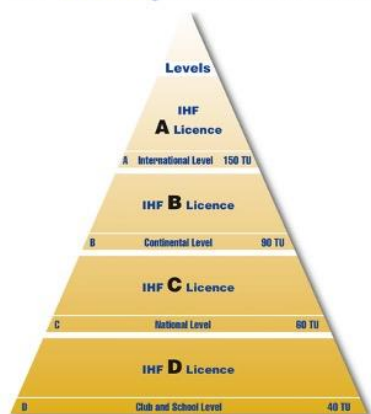 Levels
IHF
A Licence
A International Level 150 TU
IHF B Licence
B Continental Level 90 TU
IHF C Licence
C National Level 60 TU
IHF D Licence
D Club and School Level 40 TU